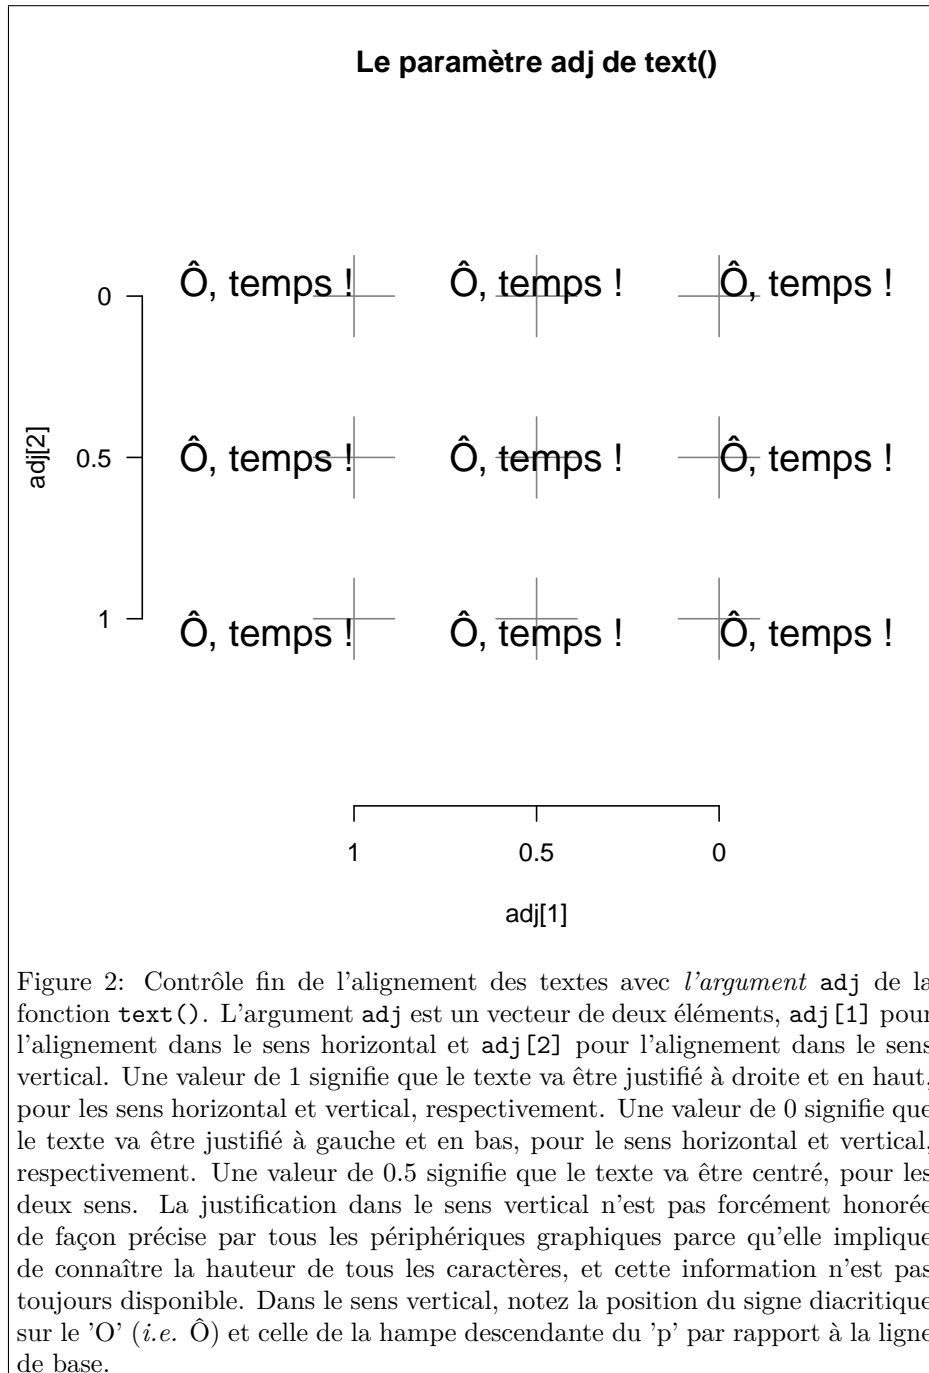 Le paramètre adj de text()
Ô, temps ! Ô, temps ! Ô, temps !
0
adj[2]
0.5
Ô, temps ! Ô, temps ! Ô, temps !
1
Ô, temps ! Ô, temps ! Ô, temps !
1 0.5 0
adj[1]
Figure 2: Contrôle fin de l'alignement des textes avec l'argument adj de la
fonction text(). L'argument adj est un vecteur de deux éléments, adj[1] pour
l'alignement dans le sens horizontal et adj[2] pour l'alignement dans le sens
vertical. Une valeur de 1 signifie que le texte va être justifié à droite et en haut,
pour les sens horizontal et vertical, respectivement. Une valeur de 0 signifie que
le texte va être justifié à gauche et en bas, pour le sens horizontal et vertical,
respectivement. Une valeur de 0.5 signifie que le texte va être centré, pour les
deux sens. La justification dans le sens vertical n'est pas forcément honorée
de façon précise par tous les périphériques graphiques parce qu'elle implique
de connaître la hauteur de tous les caractères, et cette information n'est pas
toujours disponible. Dans le sens vertical, notez la position du signe diacritique
sur le 'O' (i.e. Ô) et celle de la hampe descendante du 'p' par rapport à la ligne
de base.